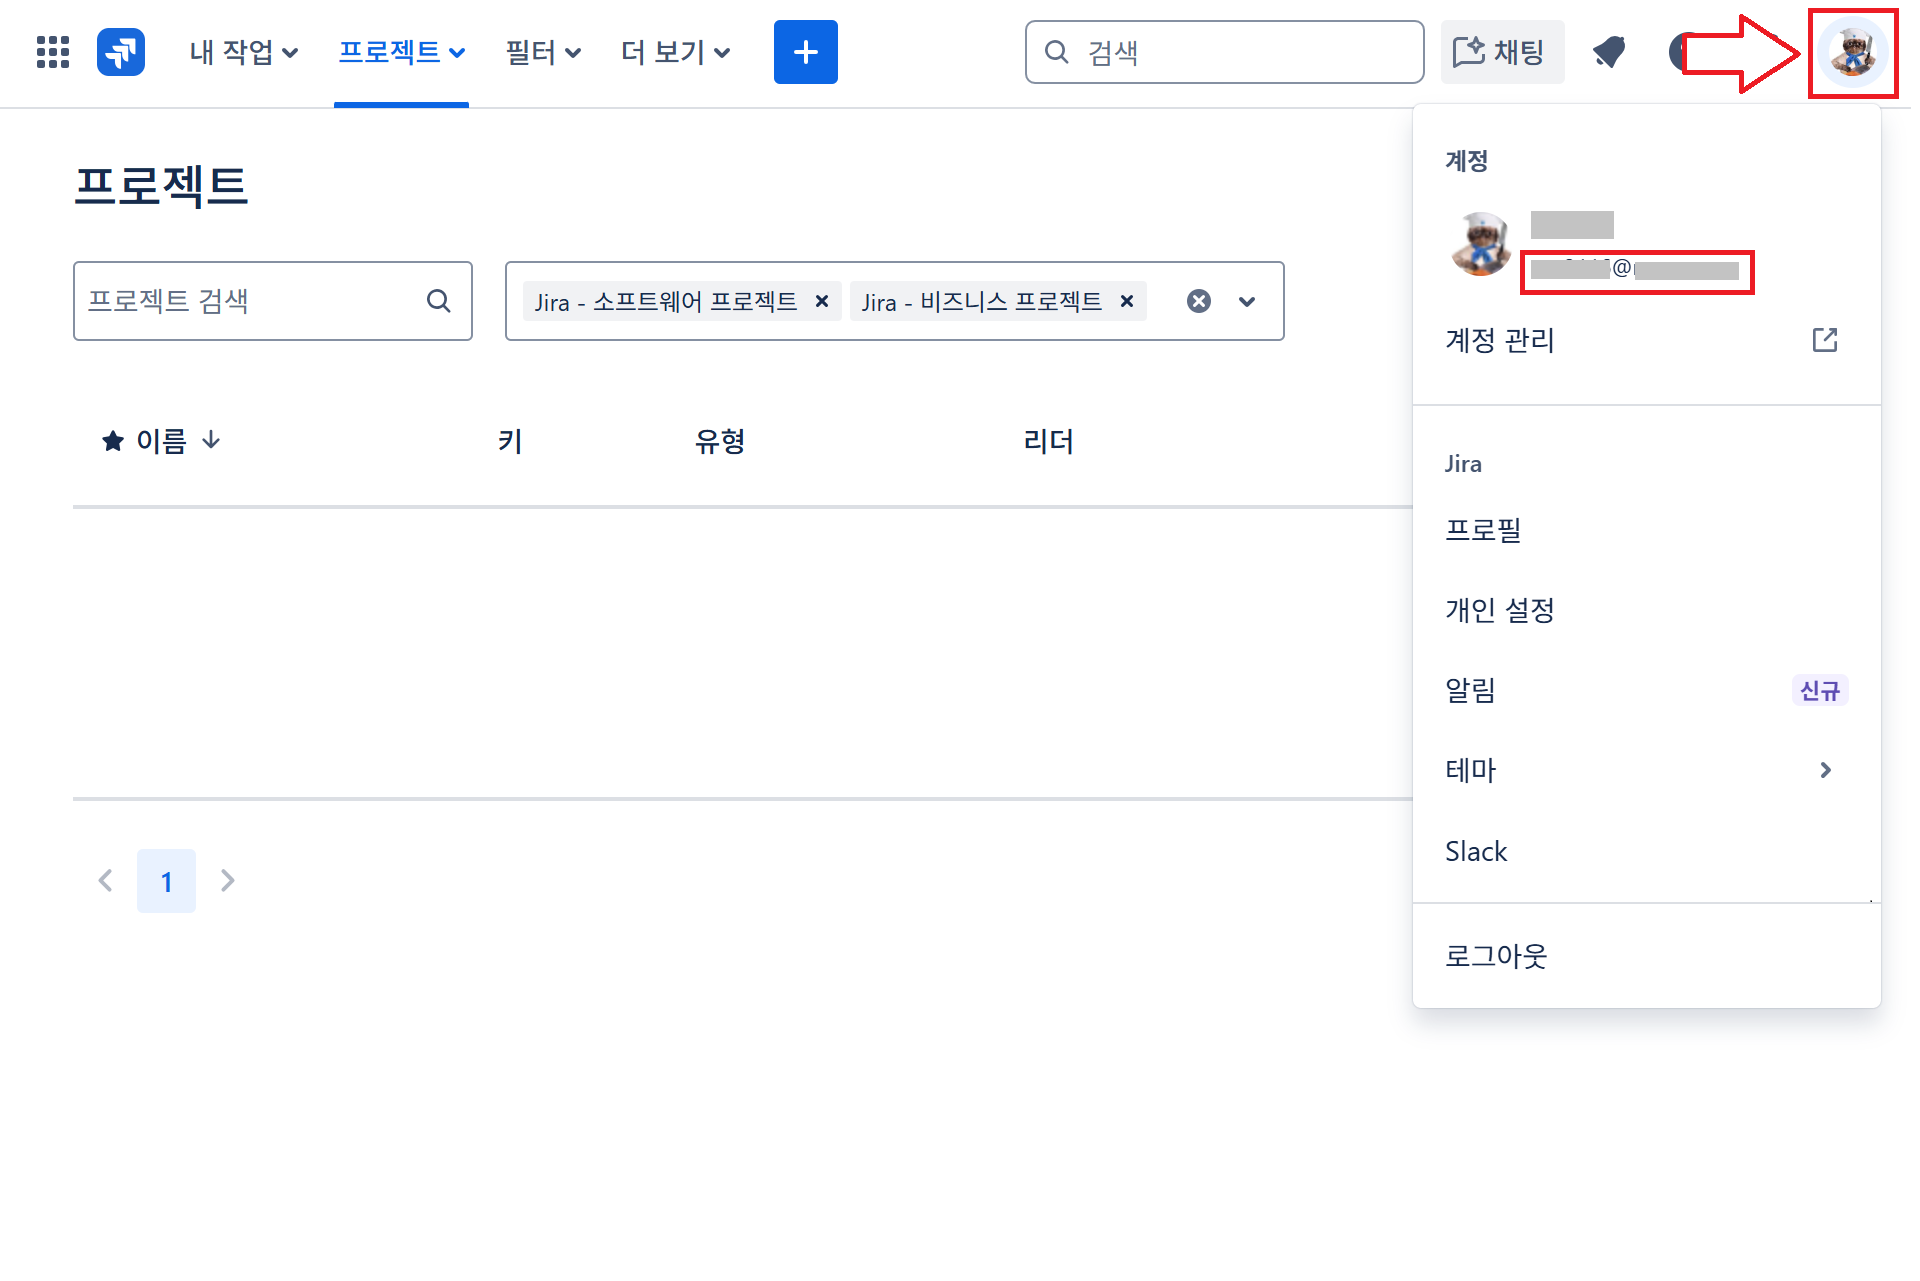 내 작업
프로젝트
필터
더 보기
검색
채팅
프로젝트
프로젝트 검색
Jira - 소프트웨어 프로젝트
Jira - 비즈니스 프로젝트
이름
키
유형
리더
1
계정
@
계정 관리
Jira
프로필
개인 설정
알림
신규
테마
Slack
로그아웃